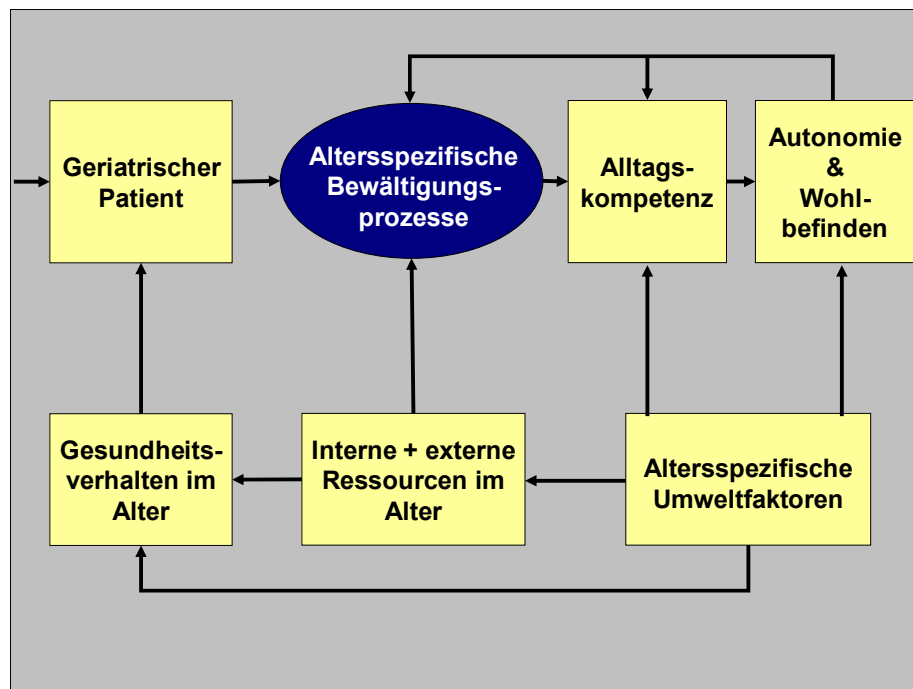 Geriatrischer
Patient
Altersspezifische
Bewältigungs-
prozesse
Alltags-
kompetenz
Autonomie
&
Wohl-
befinden
Gesundheits-
verhalten im
Alter
Interne + externe
Ressourcen im
Alter
Altersspezifische
Umweltfaktoren